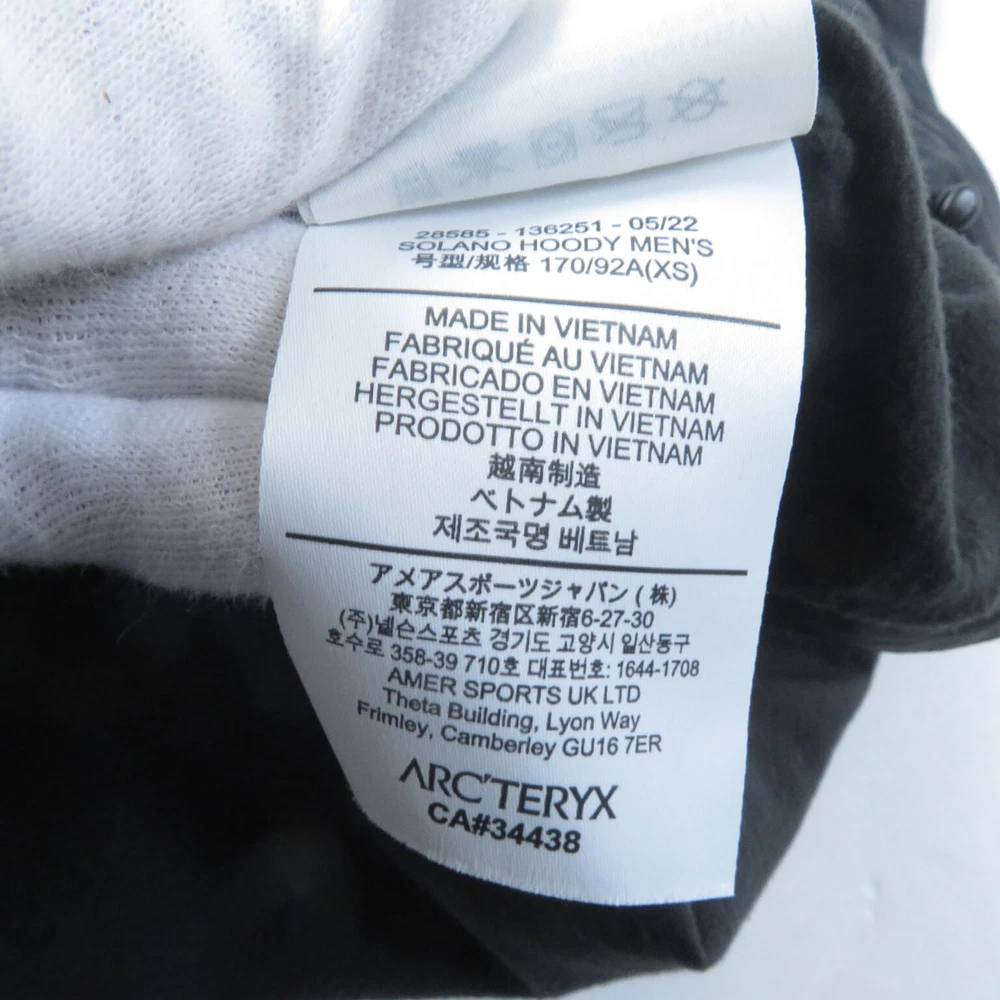 28585 - 136251 - 05/22
SOLANO HOODY MEN'S
号型/规格 170/92A(XS)
MADE IN VIETNAM
FABRIQUÉ AU VIETNAM
FABRICADO EN VIETNAM
HERGESTELLT IN VIETNAM
PRODOTTO IN VIETNAM
越南制造
ベトナム製
제조국명 베트남
アメアスポーツジャパン (株)
東京都新宿区新宿6-27-30
(주)넬슨스포츠 경기도 고양시 일산동구
호수로 358-39 710호 대표번호: 1644-1708
AMER SPORTS UK LTD
Theta Building, Lyon Way
Frimley, Camberley GU16 7ER
ARC'TERYX
CA#34438